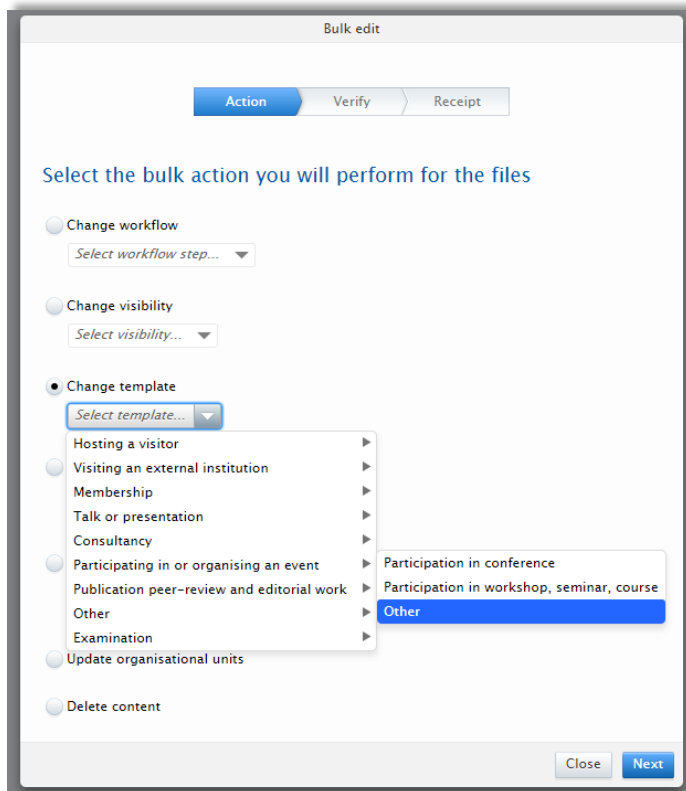 Bulk edit
Action
Verify
Receipt
Select the bulk action you will perform for the files
Change workflow
Select workflow step...
Change visibility
Select visibility...
Change template
Select template...
Hosting a visitor
Visiting an external institution
Membership
Talk or presentation
Consultancy
Participating in or organising an event
Publication peer-review and editorial work
Other
Examination
Participation in conference
Participation in workshop, seminar, course
Other
Update organisational units
Delete content
Close
Next